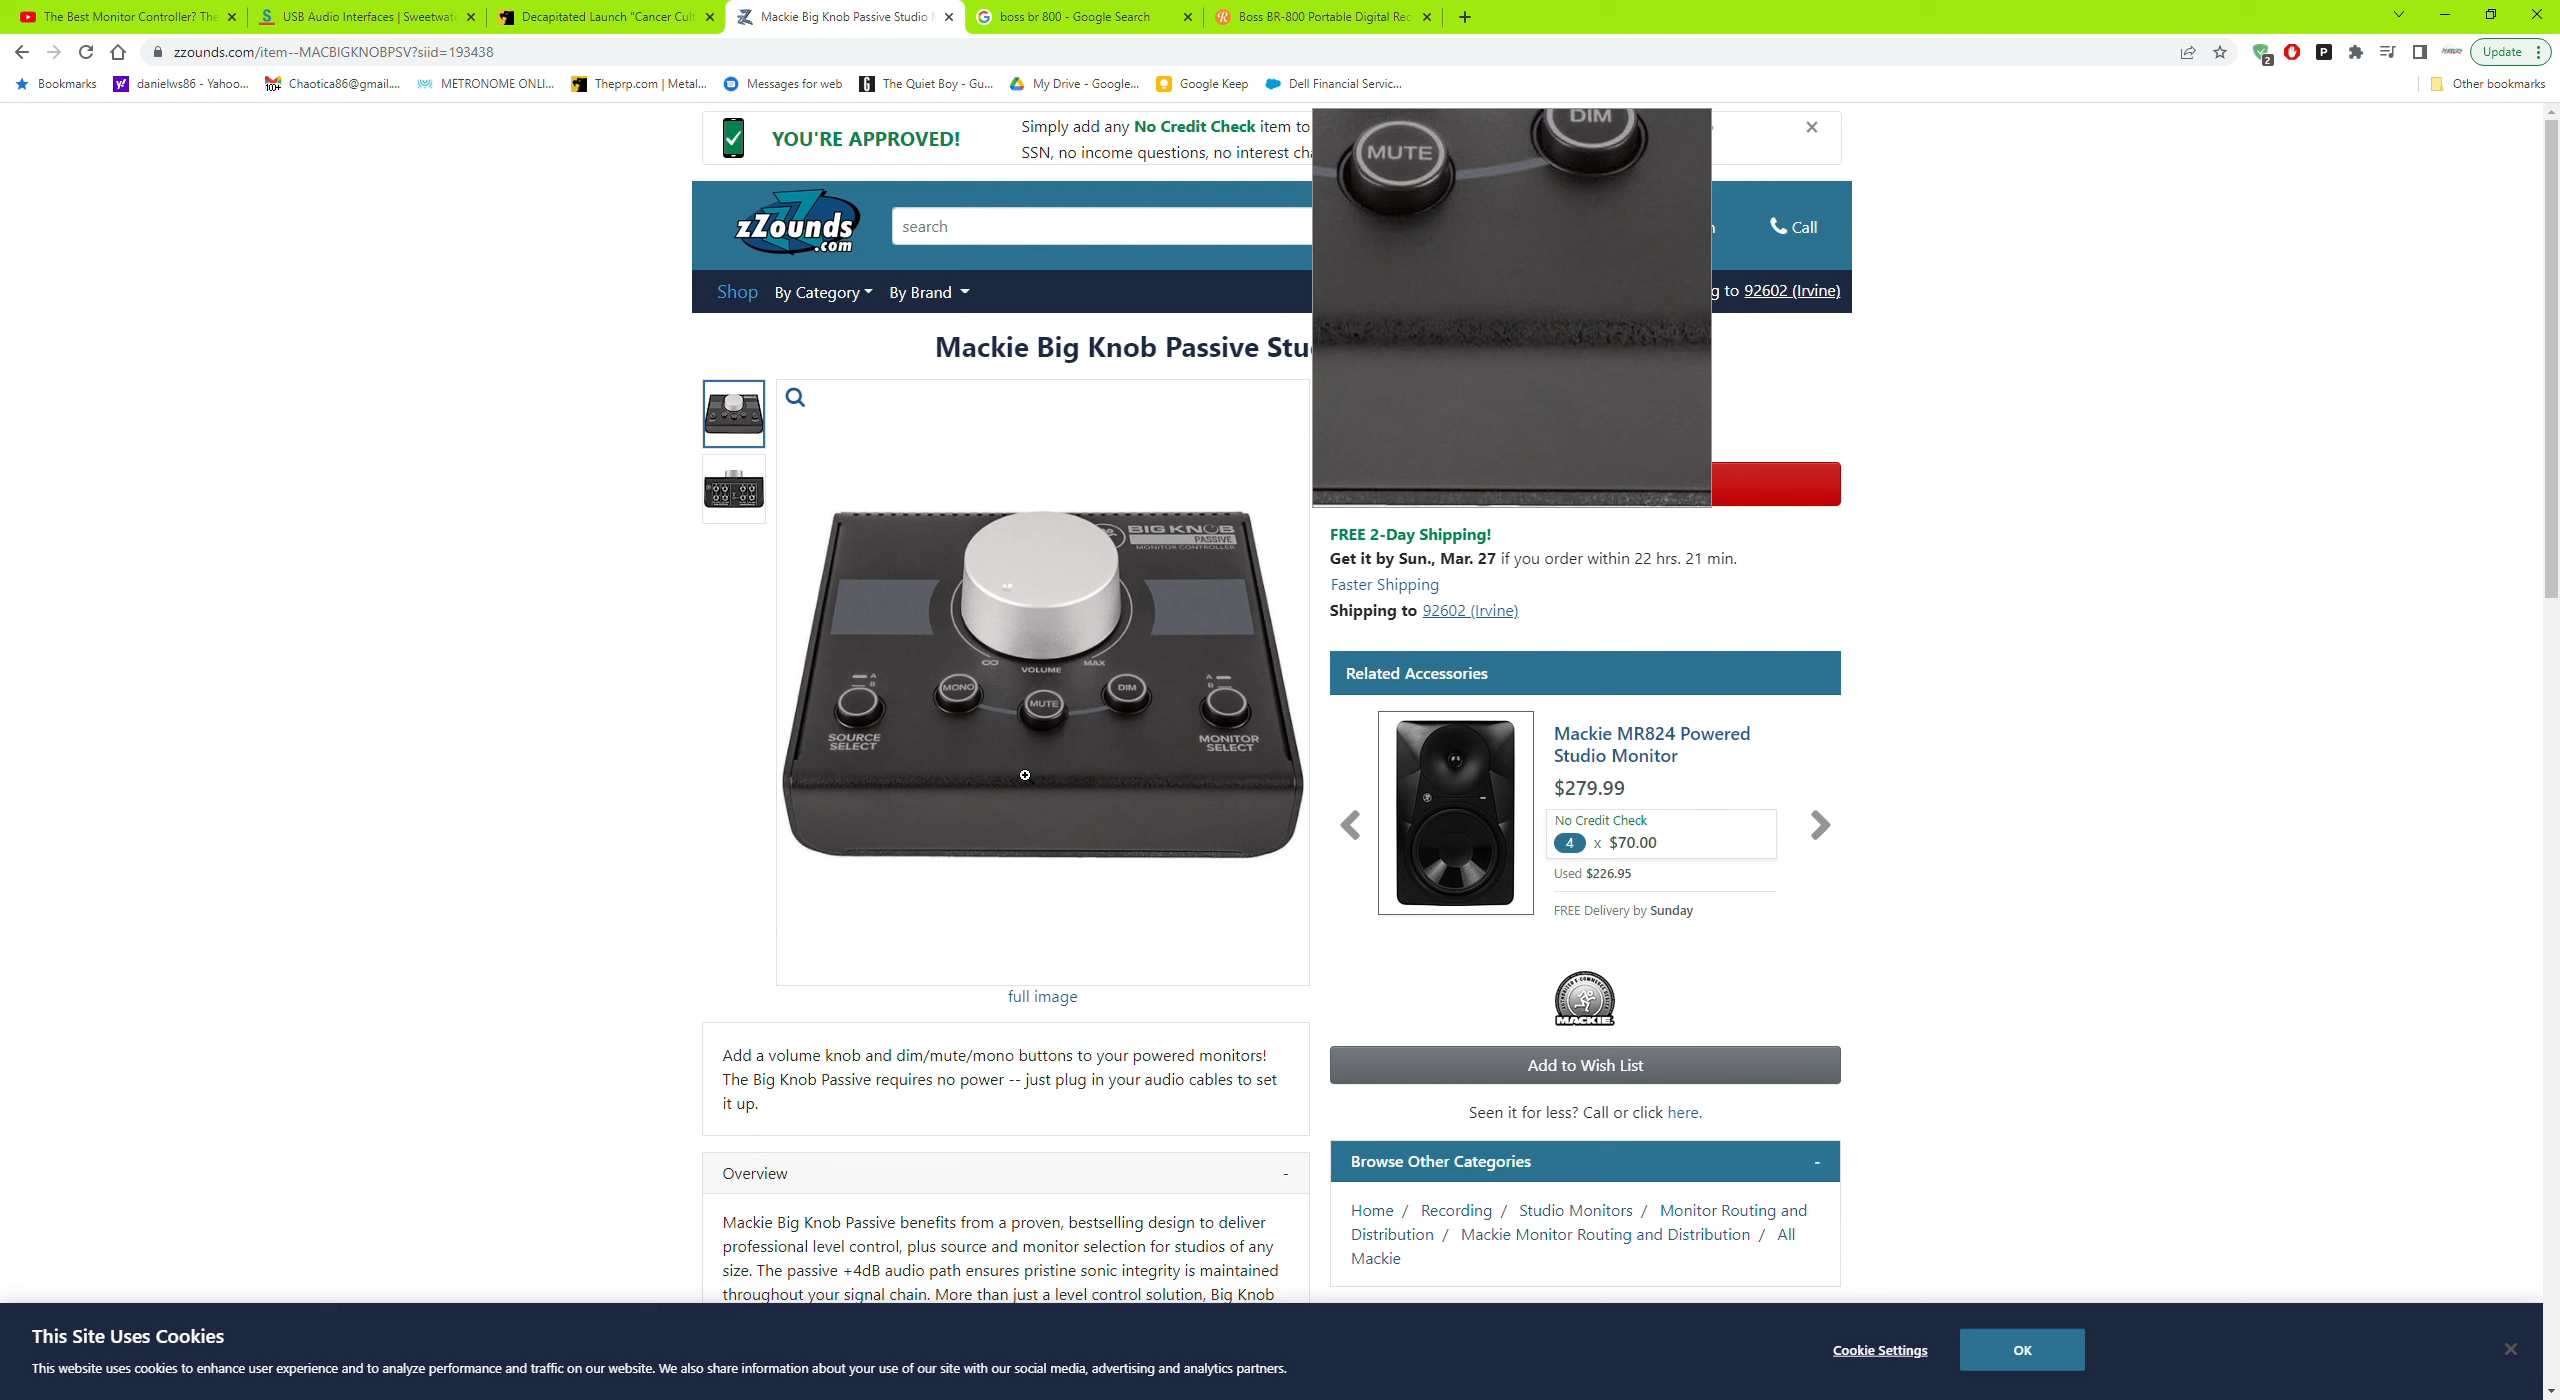 The Best Monitor Controller? The
USB Audio Interfaces | Sweetwate
Decapitated Launch "Cancer Cult
Mackie Big Knob Passive Studio
boss br 800 - Google Search
Boss BR-800 Portable Digital Rec
zzounds.com/item--MACBIGKNOBPSV?siid=193438
2
P
Update
Bookmarks
danielws86 - Yahoo...
100+
Chaotica86@gmail....
METRONOME ONLI...
Theprp.com | Metal...
Messages for web
The Quiet Boy - Gu...
My Drive - Google...
Google Keep
Dell Financial Servic...
Other bookmarks
YOU'RE APPROVED!
Simply add any No Credit Check item to
SSN, no income questions, no interest cha
zZounds
.com
search
Call
Shop
By Category
By Brand
g to 92602 (Irvine)
MUTE
DIM
Mackie Big Knob Passive Stu
BIG KNOB
PASSIVE
MONITOR CONTROLLER
∞
VOLUME
MAX
A
B
MONO
MUTE
DIM
A
B
SOURCE
SELECT
MONITOR
SELECT
full image
FREE 2-Day Shipping!
Get it by Sun., Mar. 27 if you order within 22 hrs. 21 min.
Faster Shipping
Shipping to 92602 (Irvine)
Related Accessories
Mackie MR824 Powered
Studio Monitor
$279.99
No Credit Check
4 x $70.00
Used $226.95
FREE Delivery by Sunday
MACKIE.
Add to Wish List
Seen it for less? Call or click here.
Browse Other Categories
-
Home / Recording / Studio Monitors / Monitor Routing and
Distribution / Mackie Monitor Routing and Distribution / All
Mackie
Add a volume knob and dim/mute/mono buttons to your powered monitors!
The Big Knob Passive requires no power -- just plug in your audio cables to set
it up.
Overview
-
Mackie Big Knob Passive benefits from a proven, bestselling design to deliver
professional level control, plus source and monitor selection for studios of any
size. The passive +4dB audio path ensures pristine sonic integrity is maintained
throughout your signal chain. More than just a level control solution, Big Knob
This Site Uses Cookies
This website uses cookies to enhance user experience and to analyze performance and traffic on our website. We also share information about your use of our site with our social media, advertising and analytics partners.
Cookie Settings
OK